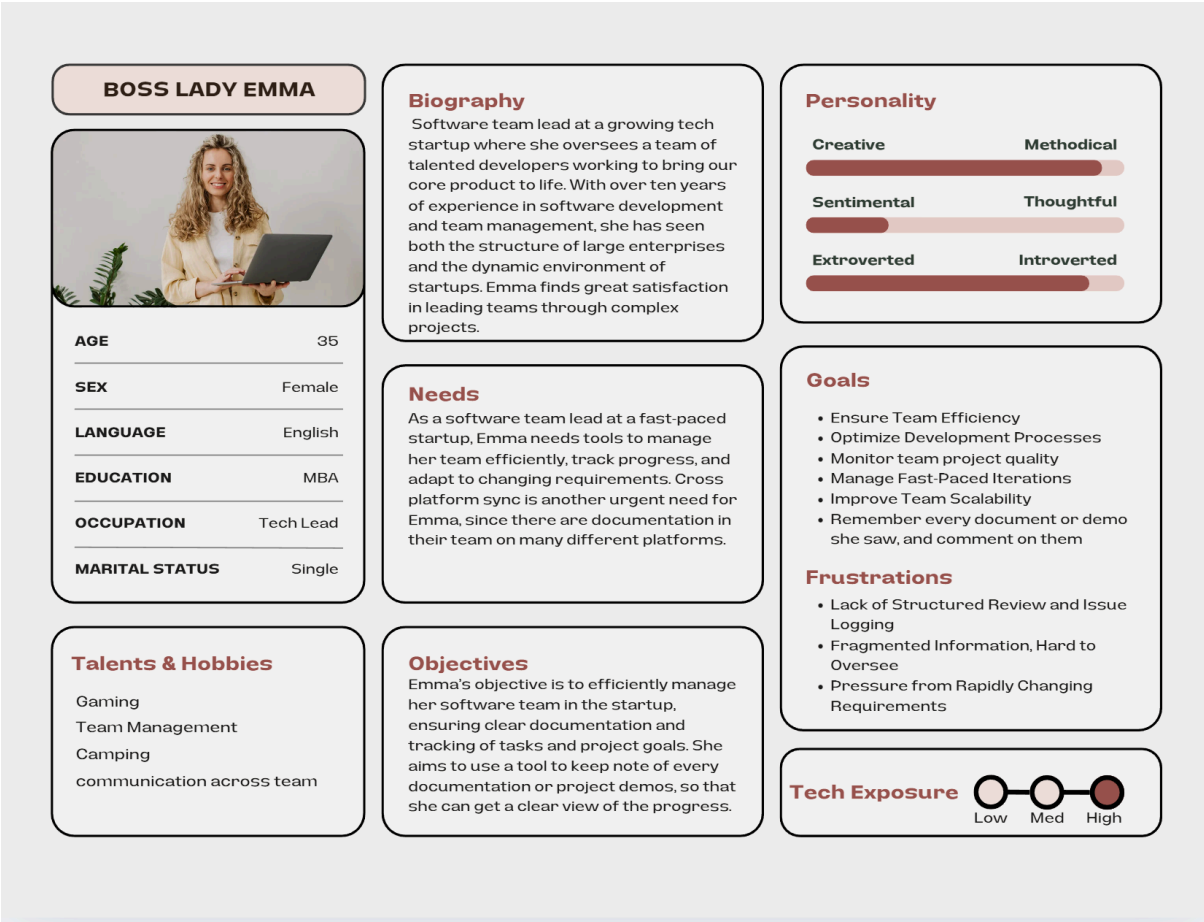 BOSS LADY EMMA
AGE 35
SEX Female
LANGUAGE English
EDUCATION MBA
OCCUPATION Tech Lead
MARITAL STATUS Single
Talents & Hobbies
Gaming
Team Management
Camping
communication across team
Biography
Software team lead at a growing tech
startup where she oversees a team of
talented developers working to bring our
core product to life. With over ten years
of experience in software development
and team management, she has seen
both the structure of large enterprises
and the dynamic environment of
startups. Emma finds great satisfaction
in leading teams through complex
projects.
Needs
As a software team lead at a fast-paced
startup, Emma needs tools to manage
her team efficiently, track progress, and
adapt to changing requirements. Cross
platform sync is another urgent need for
Emma, since there are documentation in
their team on many different platforms.
Objectives
Emma's objective is to efficiently manage
her software team in the startup,
ensuring clear documentation and
tracking of tasks and project goals. She
aims to use a tool to keep note of every
documentation or project demos, so that
she can get a clear view of the progress.
Personality
Creative Methodical
Sentimental Thoughtful
Extroverted Introverted
Goals
• Ensure Team Efficiency
• Optimize Development Processes
• Monitor team project quality
• Manage Fast-Paced Iterations
• Improve Team Scalability
• Remember every document or demo
she saw, and comment on them
Frustrations
• Lack of Structured Review and Issue
Logging
• Fragmented Information, Hard to
Oversee
• Pressure from Rapidly Changing
Requirements
Tech Exposure
Low Med High